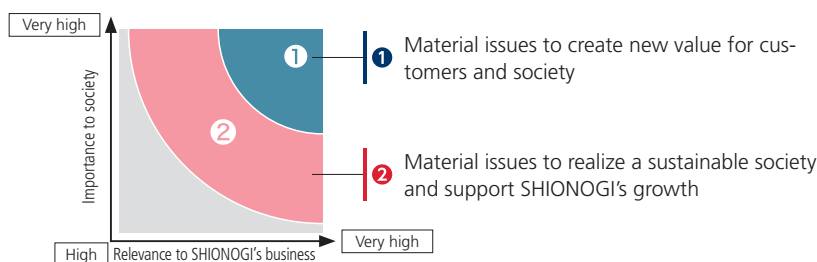 Very high
Importance to society
1
2
High
Relevance to SHIONOGI's business
Very high
1 Material issues to create new value for cus-
tomers and society
2 Material issues to realize a sustainable society
and support SHIONOGI's growth